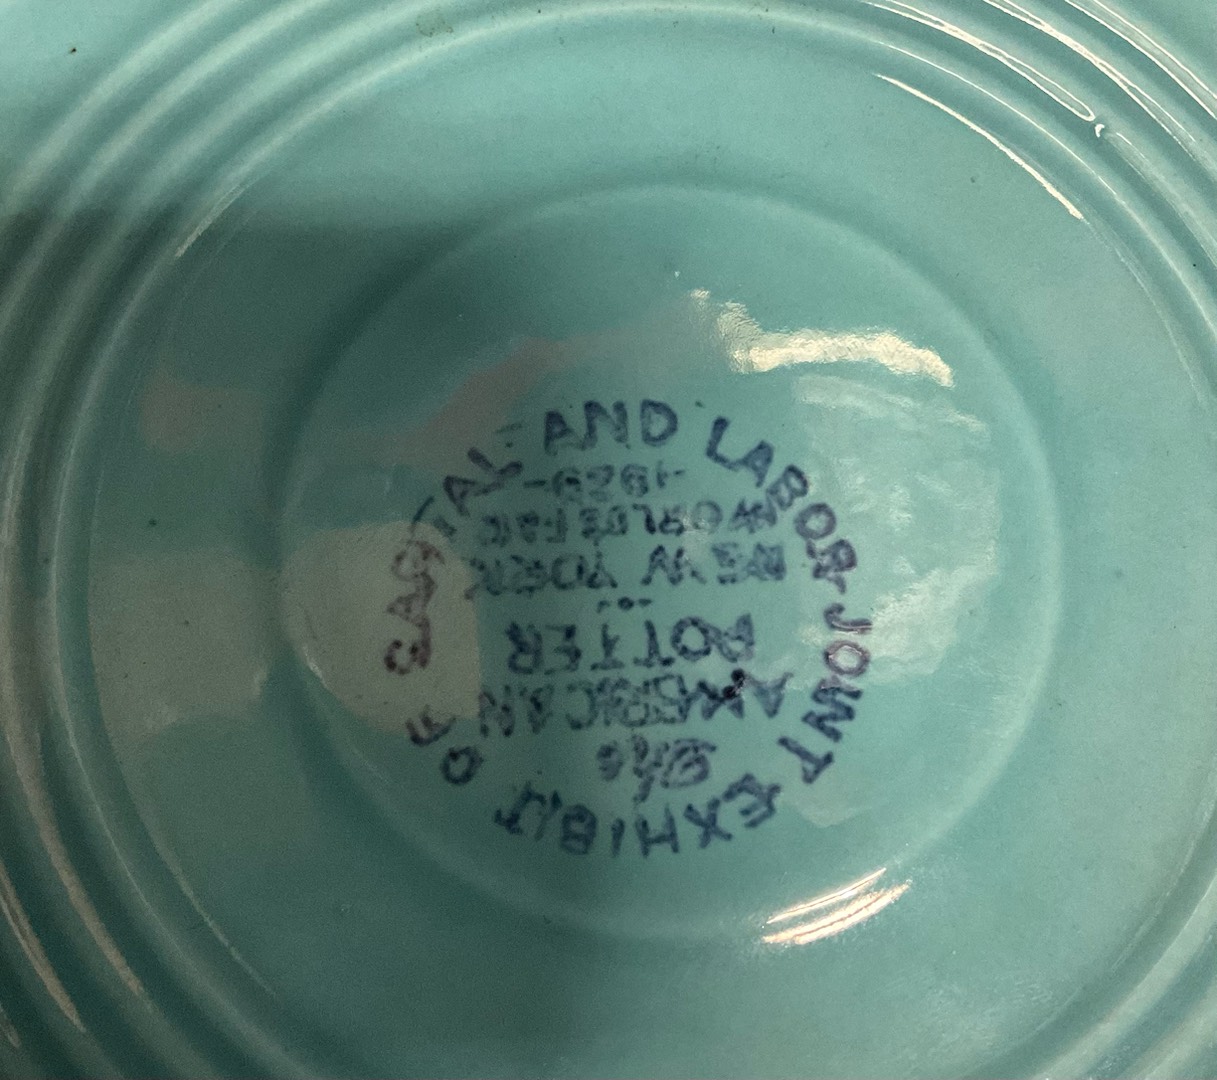 JOINT EXHIBIT OF CAPITAL AND LABOR
The
AMERICAN
POTTER
NEW YORK
WORLDS FAIR
-1939-